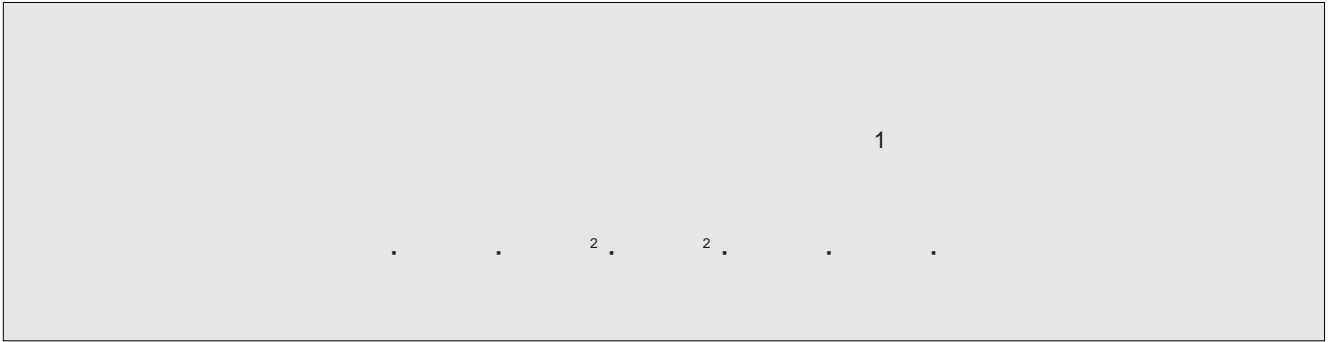 1
. . ². ². . .